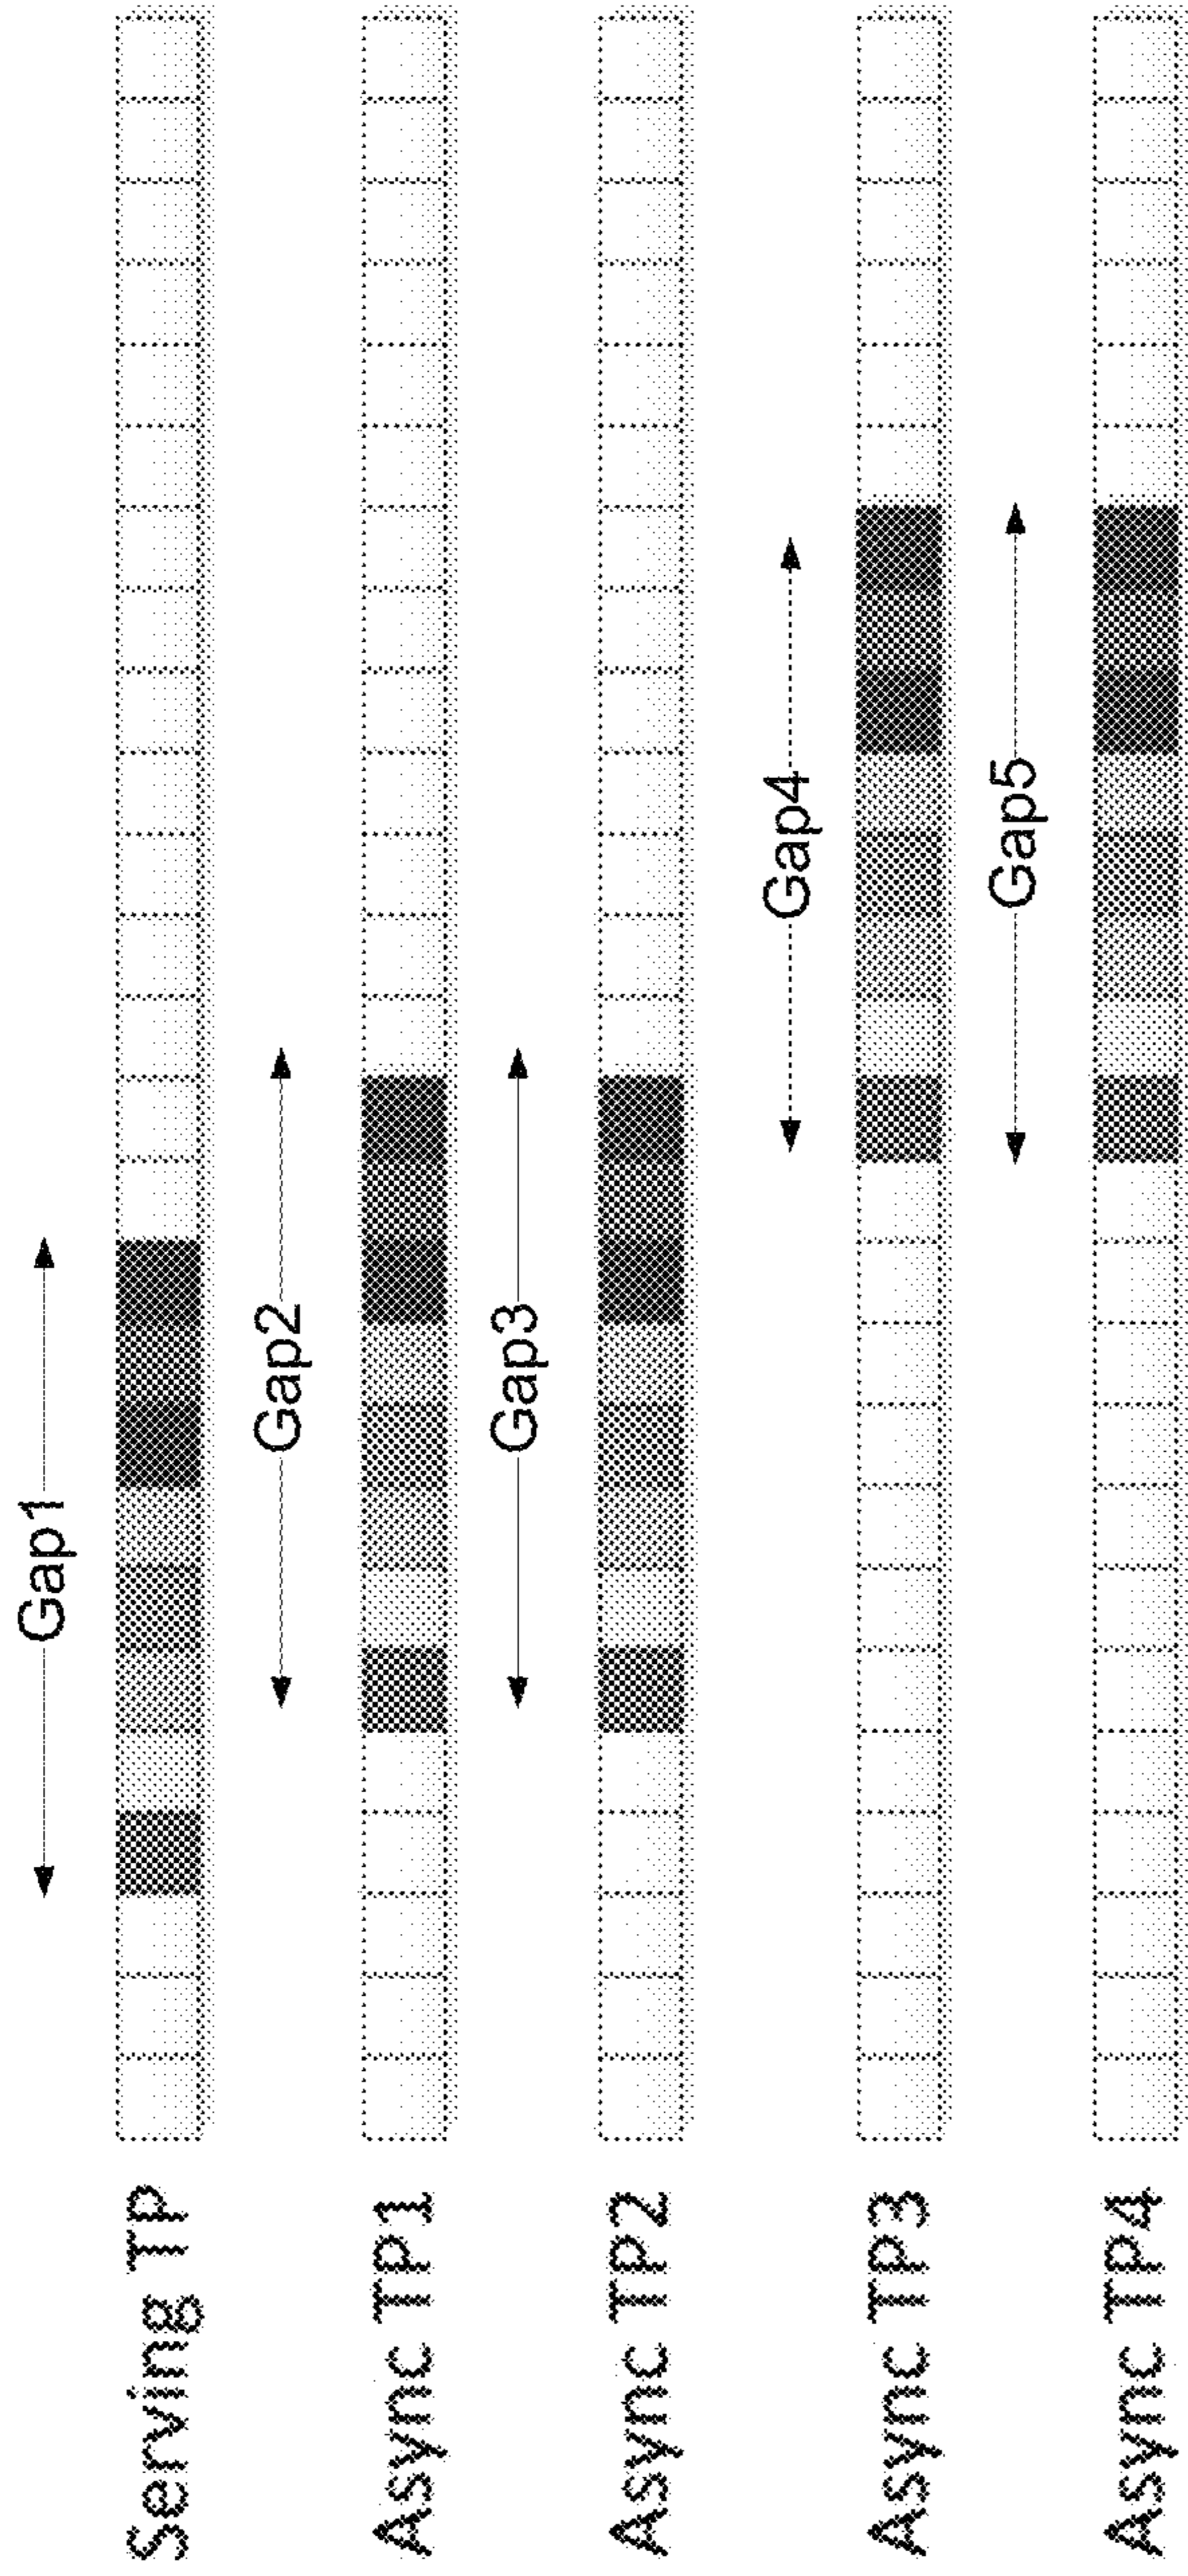 Gap1
Serving TP
Gap2
Async TP1
Gap3
Async TP2
Gap4
Async TP3
Gap5
Async TP4